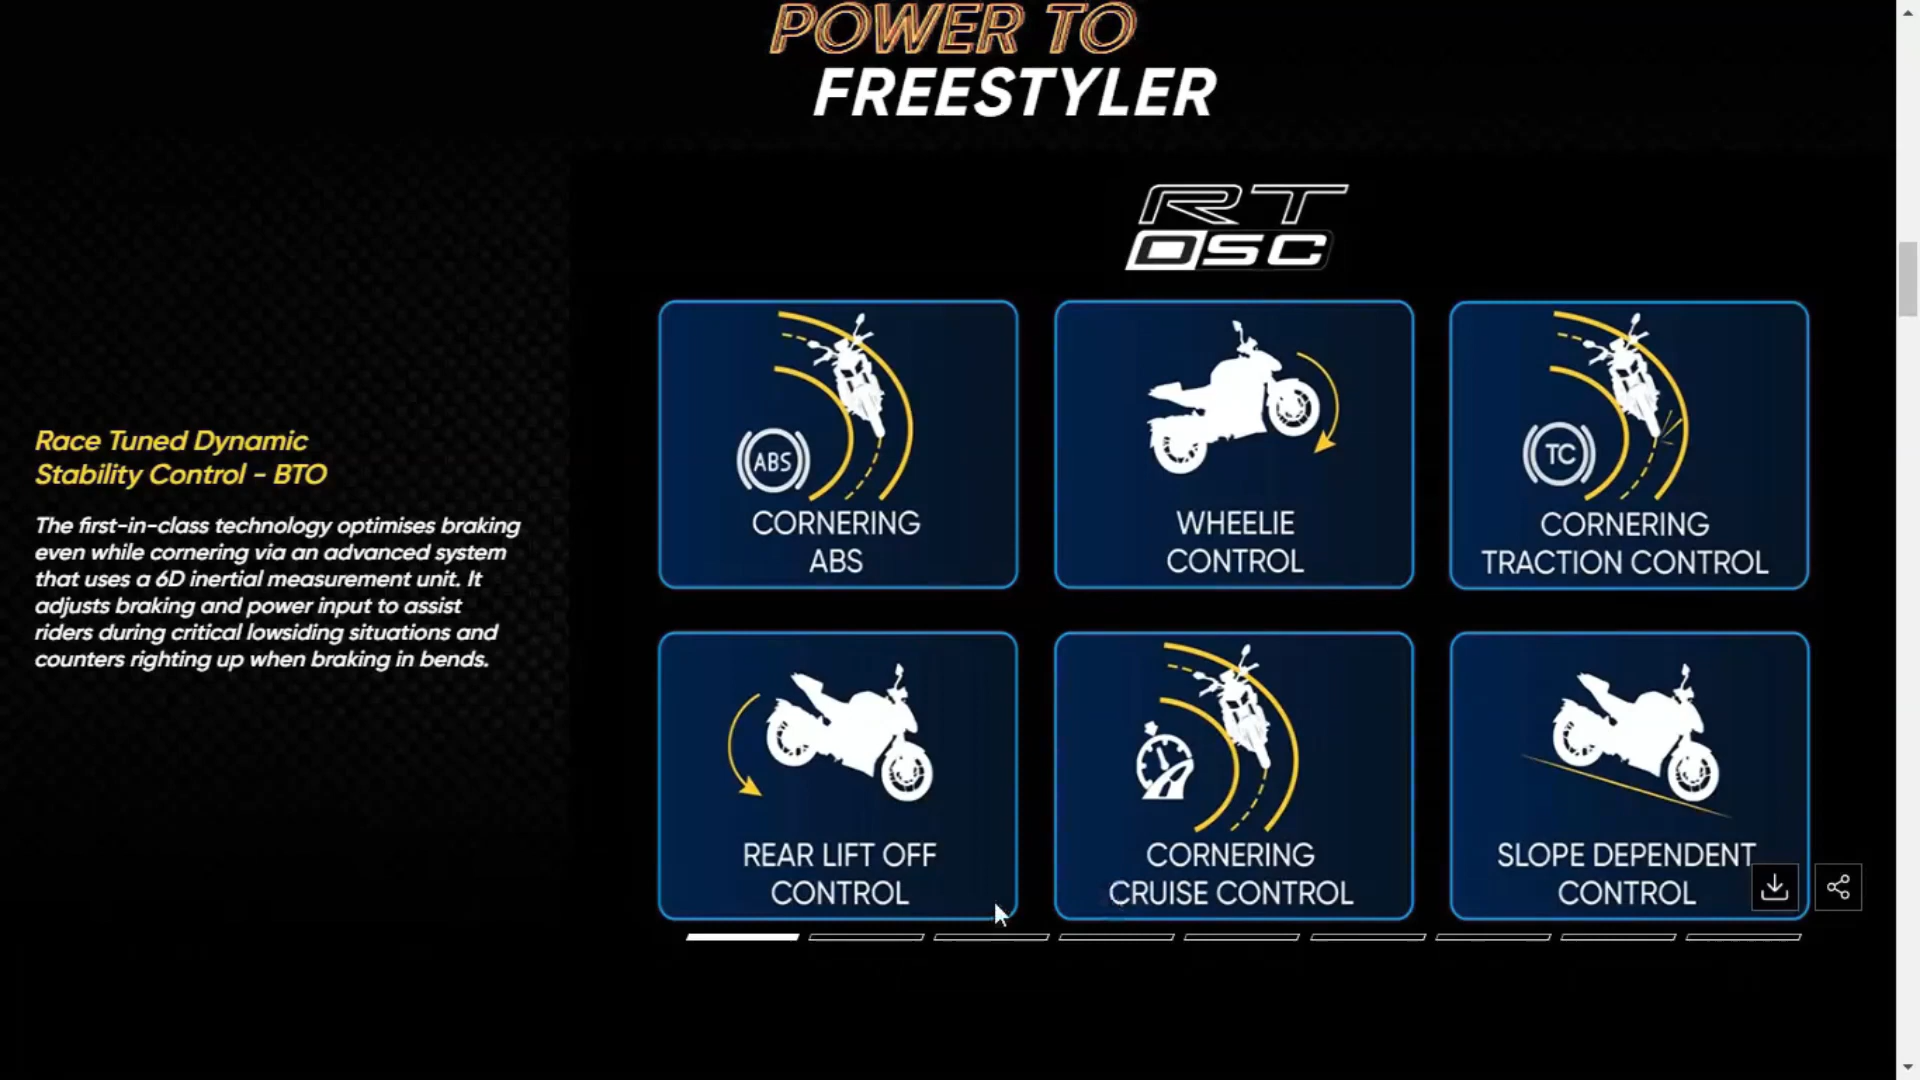 POWER TO
FREESTYLER
RT
DSC
Race Tuned Dynamic
Stability Control - BTO
The first-in-class technology optimises braking
even while cornering via an advanced system
that uses a 6D inertial measurement unit. It
adjusts braking and power input to assist
riders during critical lowsiding situations and
counters righting up when braking in bends.
ABS
CORNERING
ABS
WHEELIE
CONTROL
TC
CORNERING
TRACTION CONTROL
REAR LIFT OFF
CONTROL
CORNERING
CRUISE CONTROL
SLOPE DEPENDENT
CONTROL